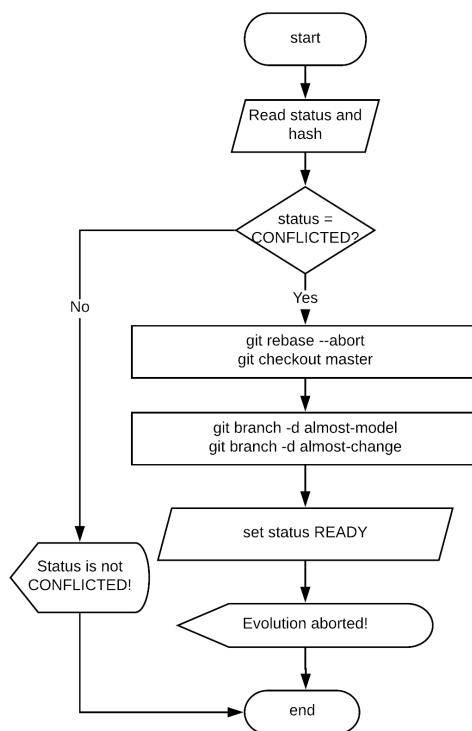 start
Read status and
hash
status =
CONFLICTED?
No
Yes
git rebase --abort
git checkout master
git branch -d almost-model
git branch -d almost-change
set status READY
Status is not
CONFLICTED!
Evolution aborted!
end